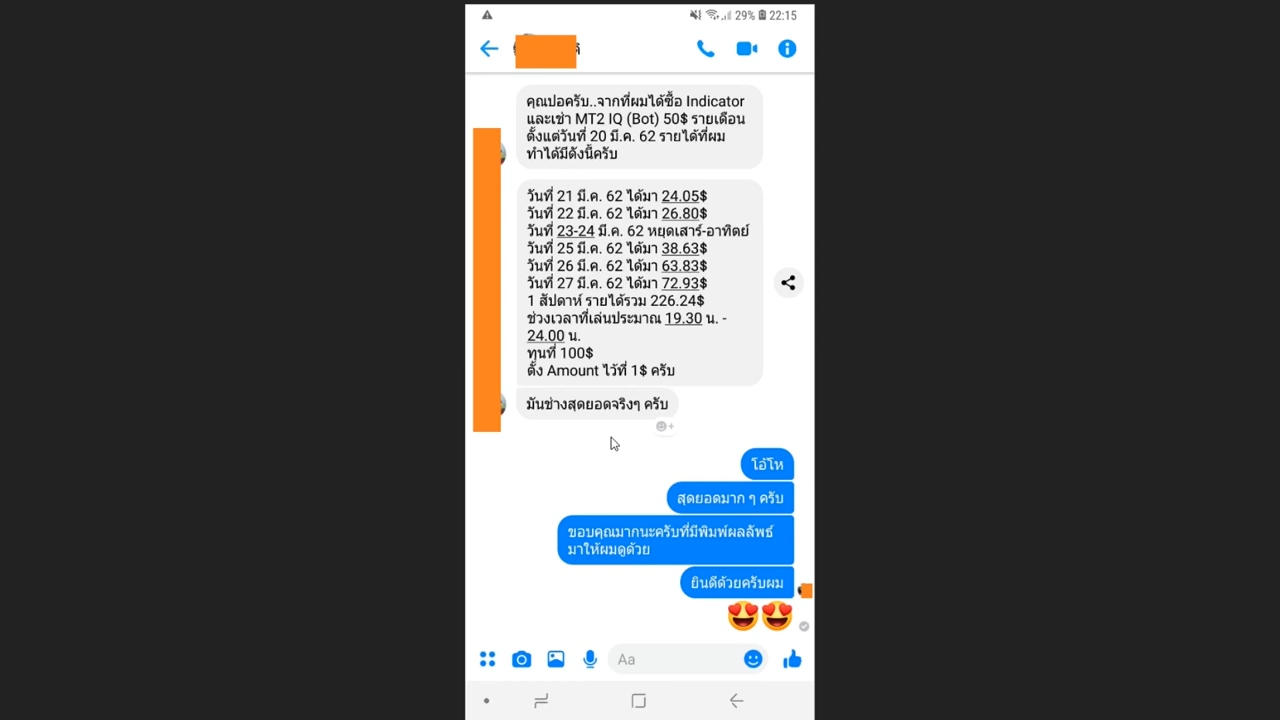 29% 22:15
คุณปอครับ..จากที่ผมได้ซื้อ Indicator
และเช่า MT2 IQ (Bot) 50$ รายเดือน
ตั้งแต่วันที่ 20 มี.ค. 62 รายได้ที่ผม
ทำได้มีดังนี้ครับ
วันที่ 21 มี.ค. 62 ได้มา 24.05$
วันที่ 22 มี.ค. 62 ได้มา 26.80$
วันที่ 23-24 มี.ค. 62 หยุดเสาร์-อาทิตย์
วันที่ 25 มี.ค. 62 ได้มา 38.63$
วันที่ 26 มี.ค. 62 ได้มา 63.83$
วันที่ 27 มี.ค. 62 ได้มา 72.93$
1 สัปดาห์ รายได้รวม 226.24$
ช่วงเวลาที่เล่นประมาณ 19.30 น. -
24.00 น.
ทุนที่ 100$
ตั้ง Amount ไว้ที่ 1$ ครับ
มันช่างสุดยอดจริงๆ ครับ
โอ้โห
สุดยอดมาก ๆ ครับ
ขอบคุณมากนะครับที่มีพิมพ์ผลลัพธ์
มาให้ผมดูด้วย
ยินดีด้วยครับผม
Aa